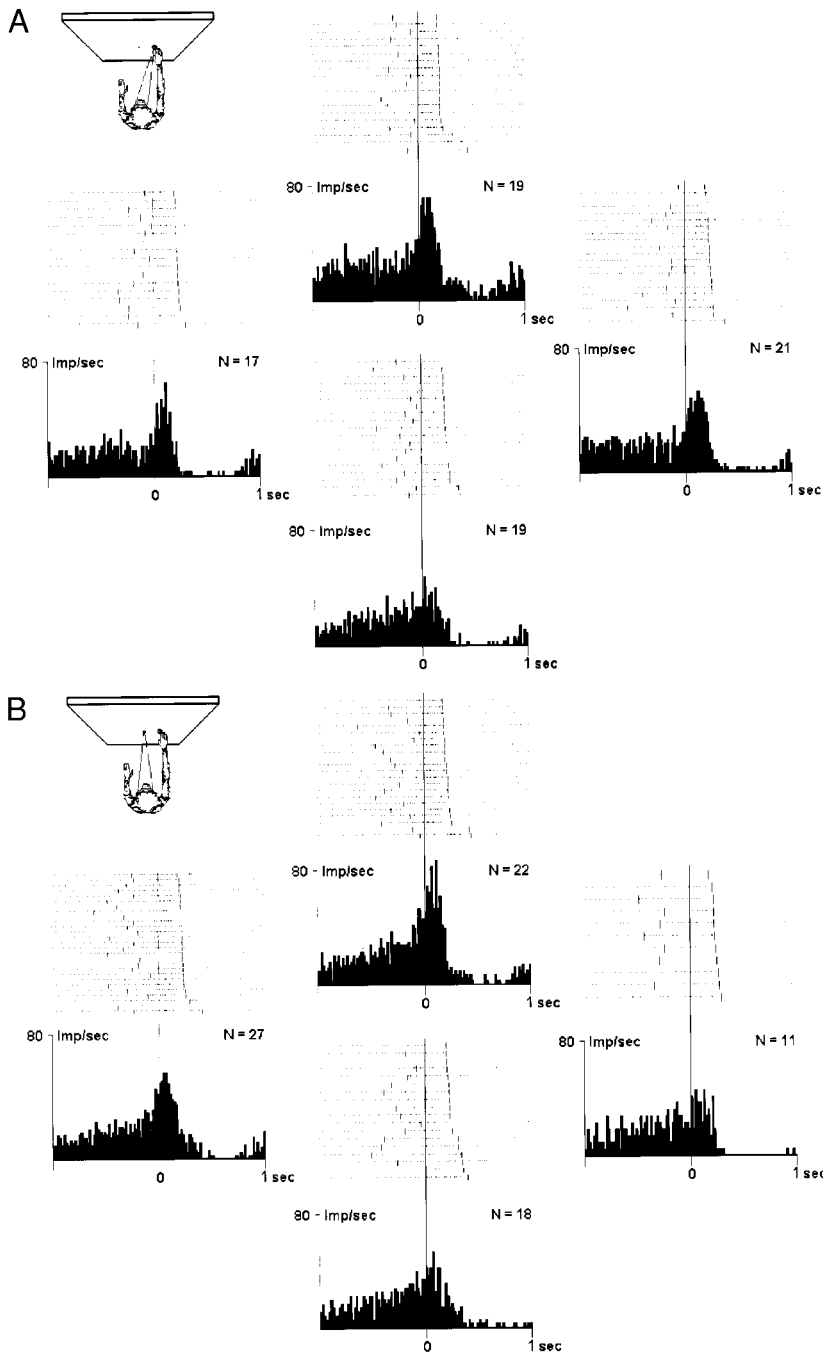 A
80 - Imp/sec N = 19
0 1 sec
80 Imp/sec N = 17
0 1 sec
80 Imp/sec N = 21
0 1 sec
80 - Imp/sec N = 19
0 1 sec
B
80 - Imp/sec N = 22
0 1 sec
80 Imp/sec N = 27
0 1 sec
80 Imp/sec N = 11
0 1 sec
80 - Imp/sec N = 18
0 1 sec